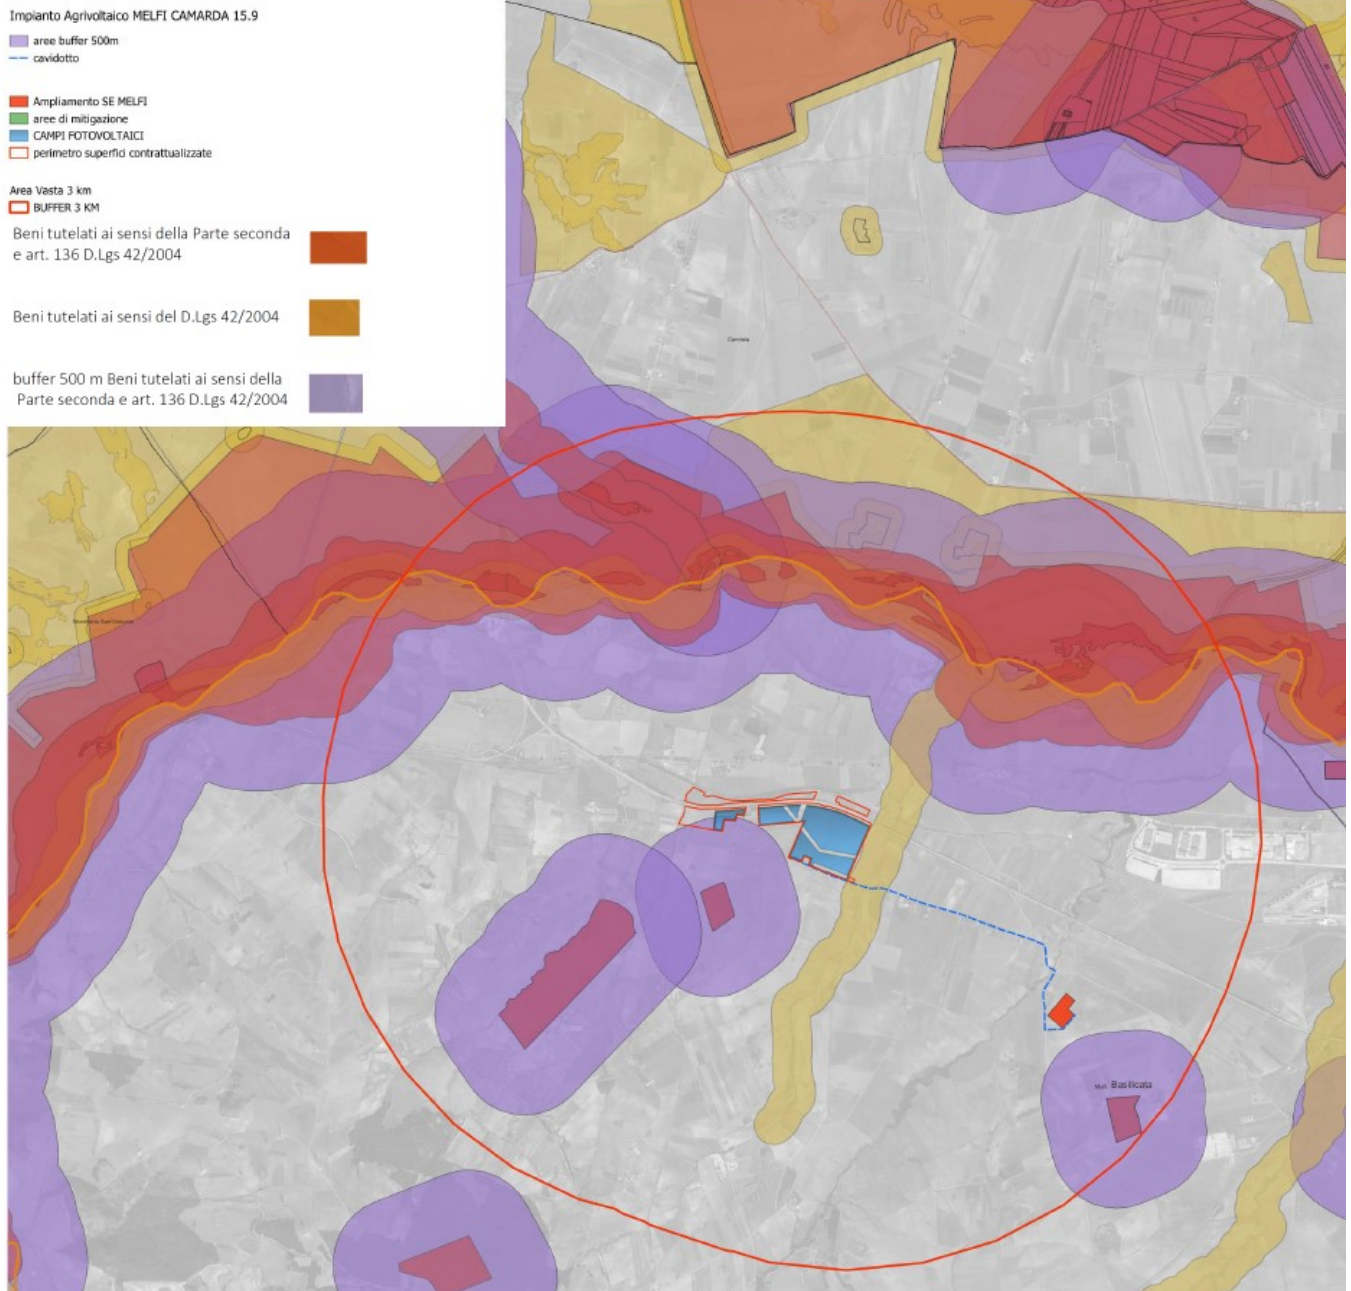 Impianto Agrivoltaico MELFI CAMARDA 15.9
aree buffer 500m
cavidotto
Ampliamento SE MELFI
aree di mitigazione
CAMPI FOTOVOLTAICI
perimetro superfici contrattualizzate
Area Vasta 3 km
BUFFER 3 KM
Beni tutelati ai sensi della Parte seconda
e art. 136 D.Lgs 42/2004
Beni tutelati ai sensi del D.Lgs 42/2004
buffer 500 m Beni tutelati ai sensi della
Parte seconda e art. 136 D.Lgs 42/2004
Candela
Basilicata